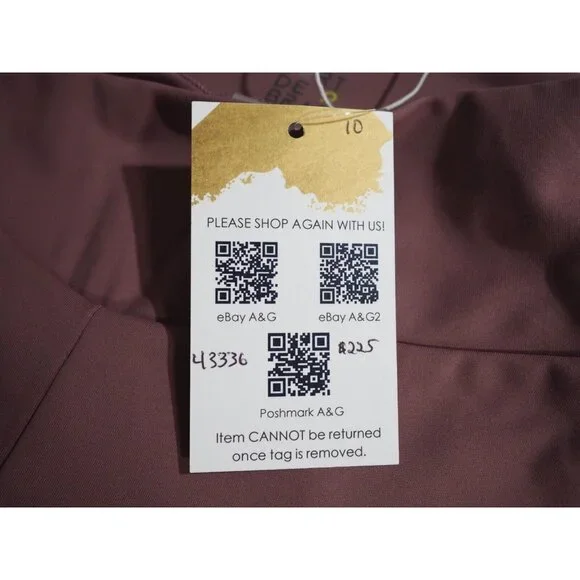 10
PLEASE SHOP AGAIN WITH US!
eBay A&G
eBay A&G2
43336
$225
Poshmark A&G
Item CANNOT be returned
once tag is removed.